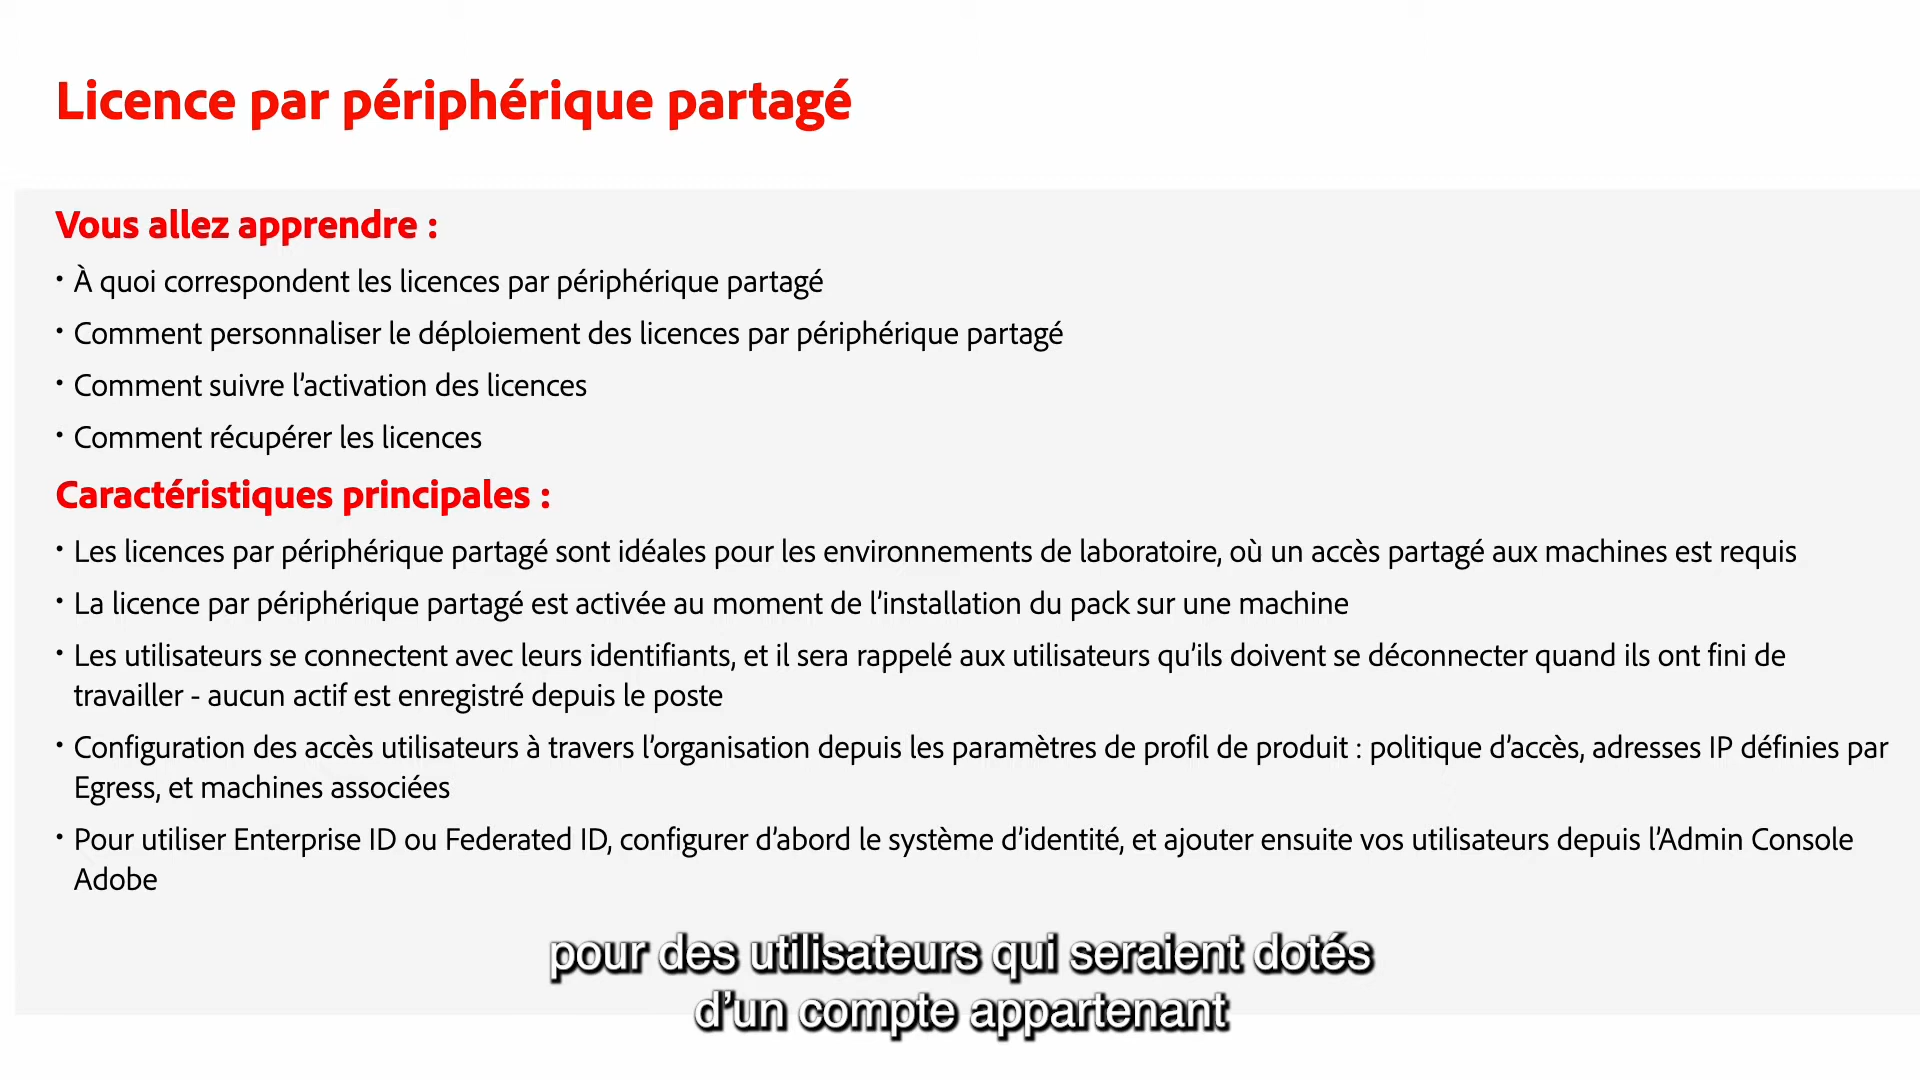 Licence par périphérique partagé
Vous allez apprendre :
• À quoi correspondent les licences par périphérique partagé
• Comment personnaliser le déploiement des licences par périphérique partagé
• Comment suivre l’activation des licences
• Comment récupérer les licences
Caractéristiques principales :
• Les licences par périphérique partagé sont idéales pour les environnements de laboratoire, où un accès partagé aux machines est requis
• La licence par périphérique partagé est activée au moment de l’installation du pack sur une machine
• Les utilisateurs se connectent avec leurs identifiants, et il sera rappelé aux utilisateurs qu’ils doivent se déconnecter quand ils ont fini de
travailler - aucun actif est enregistré depuis le poste
• Configuration des accès utilisateurs à travers l’organisation depuis les paramètres de profil de produit : politique d’accès, adresses IP définies par
Egress, et machines associées
• Pour utiliser Enterprise ID ou Federated ID, configurer d’abord le système d’identité, et ajouter ensuite vos utilisateurs depuis l’Admin Console
Adobe
pour des utilisateurs qui seraient dotés
d’un compte appartenant